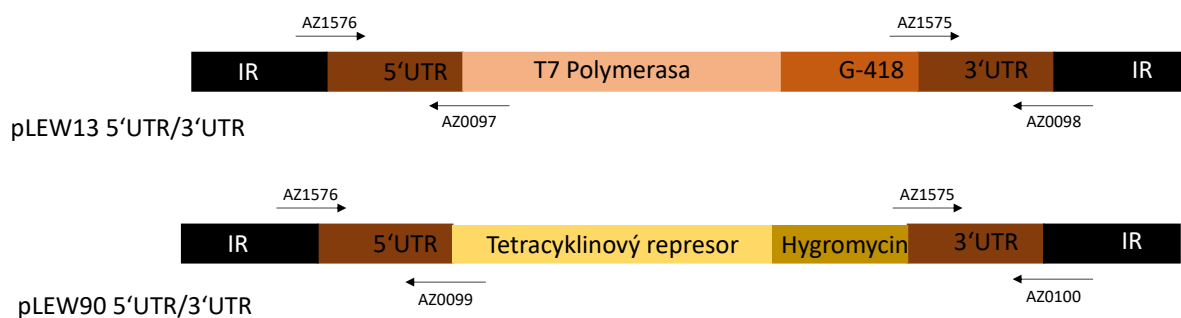 AZ1576 AZ1575
IR 5‘UTR T7 Polymerasa G-418 3‘UTR IR
AZ0097 AZ0098
pLEW13 5‘UTR/3‘UTR
AZ1576 AZ1575
IR 5‘UTR Tetracyklinový represor Hygromycin 3‘UTR IR
AZ0099 AZ0100
pLEW90 5‘UTR/3‘UTR